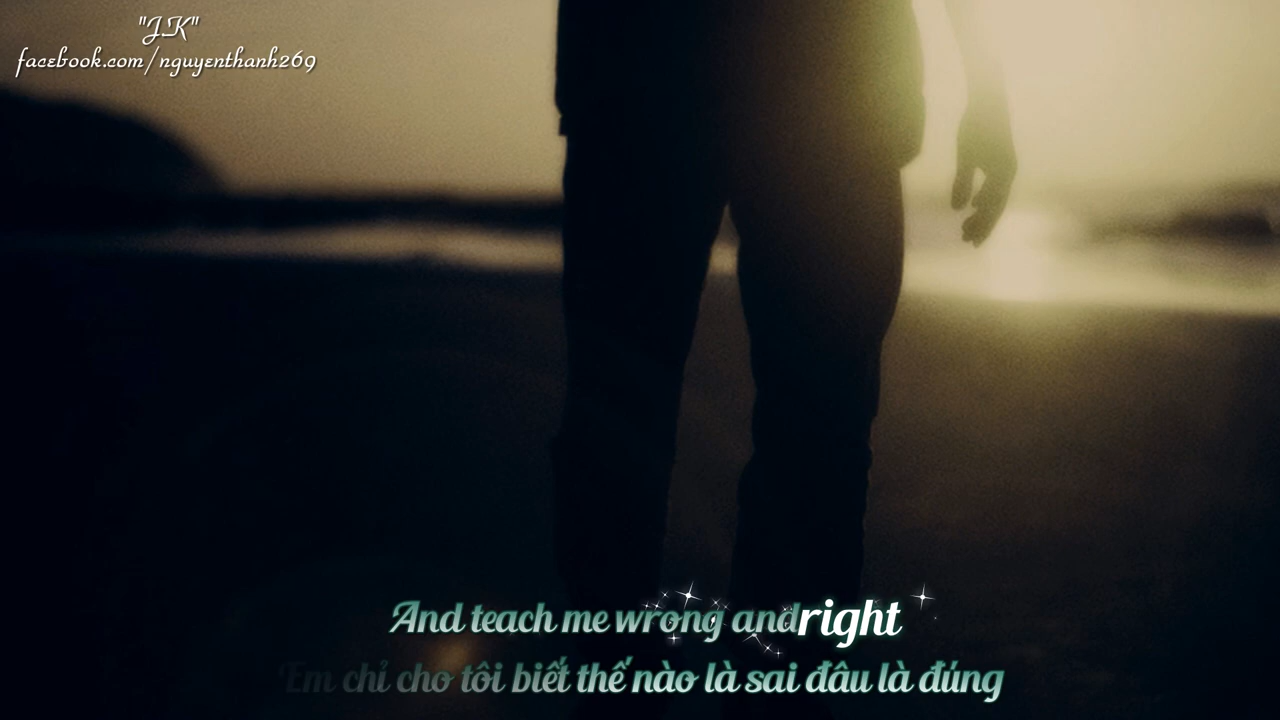 "J.K"
facebook.com/nguyenthanh269
And teach me wrong and right
Em chỉ cho tôi biết thế nào là sai đâu là đúng